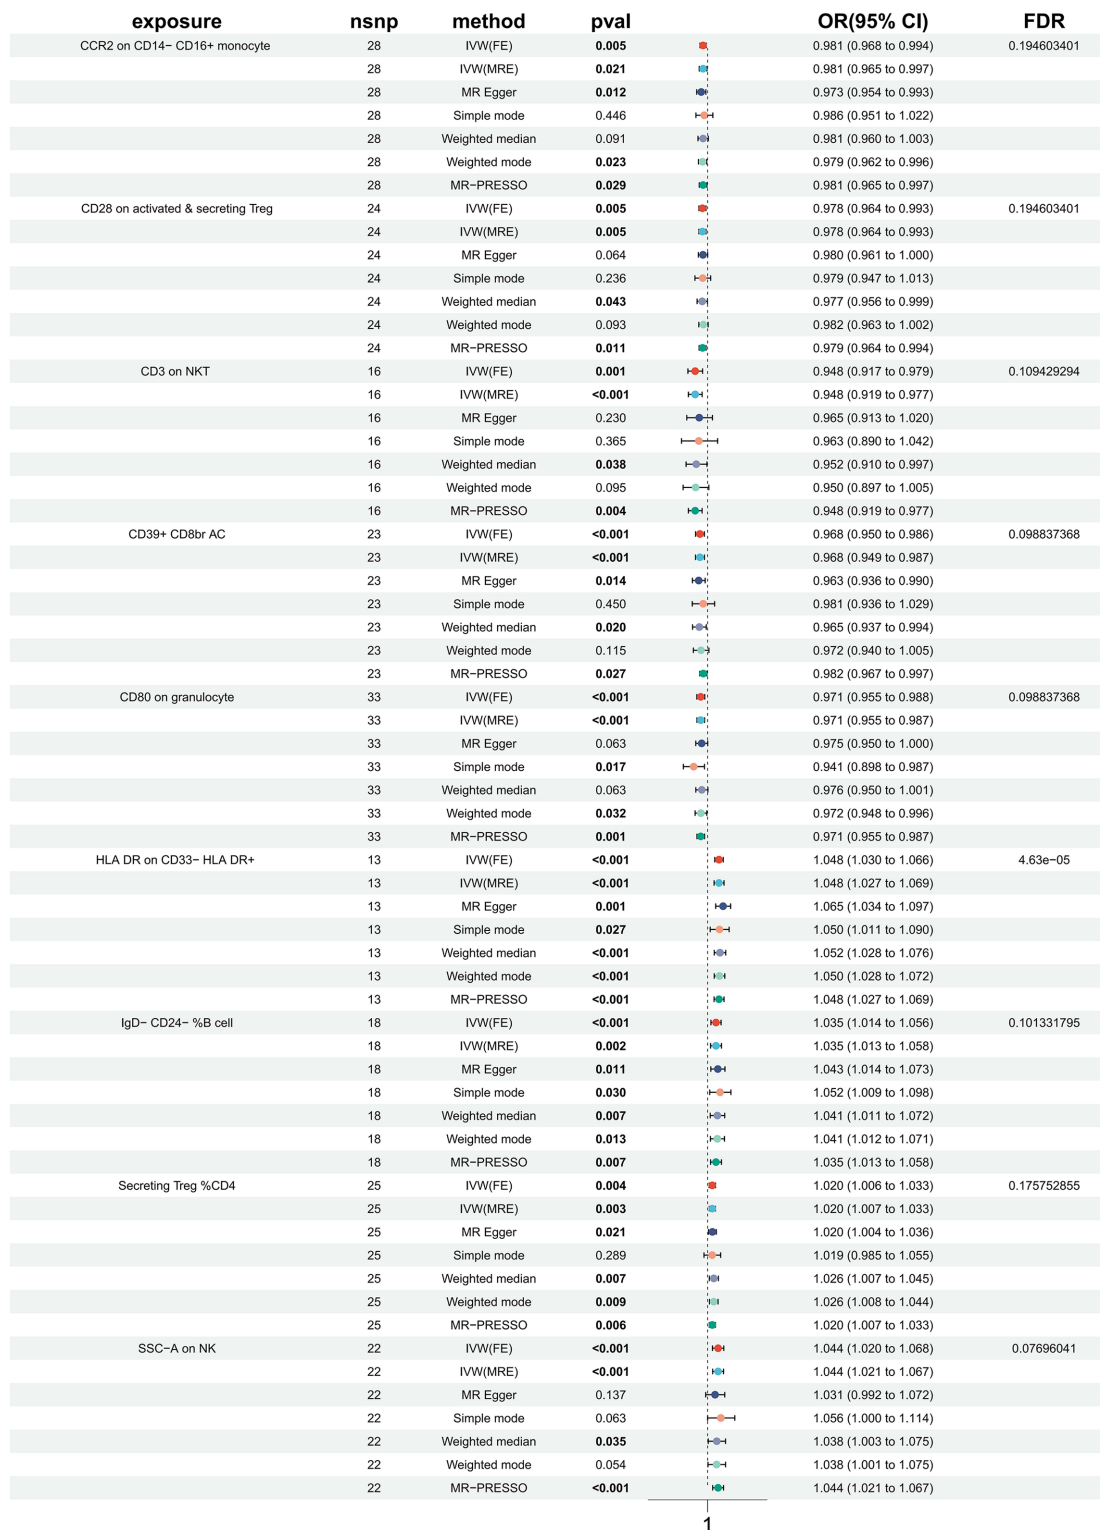 exposure nsnp method pval OR(95% CI) FDR
CCR2 on CD14− CD16+ monocyte 28 IVW(FE) 0.005 0.981 (0.968 to 0.994) 0.194603401
28 IVW(MRE) 0.021 0.981 (0.965 to 0.997)
28 MR Egger 0.012 0.973 (0.954 to 0.993)
28 Simple mode 0.446 0.986 (0.951 to 1.022)
28 Weighted median 0.091 0.981 (0.960 to 1.003)
28 Weighted mode 0.023 0.979 (0.962 to 0.996)
28 MR−PRESSO 0.029 0.981 (0.965 to 0.997)
CD28 on activated & secreting Treg 24 IVW(FE) 0.005 0.978 (0.964 to 0.993) 0.194603401
24 IVW(MRE) 0.005 0.978 (0.964 to 0.993)
24 MR Egger 0.064 0.980 (0.961 to 1.000)
24 Simple mode 0.236 0.979 (0.947 to 1.013)
24 Weighted median 0.043 0.977 (0.956 to 0.999)
24 Weighted mode 0.093 0.982 (0.963 to 1.002)
24 MR−PRESSO 0.011 0.979 (0.964 to 0.994)
CD3 on NKT 16 IVW(FE) 0.001 0.948 (0.917 to 0.979) 0.109429294
16 IVW(MRE) <0.001 0.948 (0.919 to 0.977)
16 MR Egger 0.230 0.965 (0.913 to 1.020)
16 Simple mode 0.365 0.963 (0.890 to 1.042)
16 Weighted median 0.038 0.952 (0.910 to 0.997)
16 Weighted mode 0.095 0.950 (0.897 to 1.005)
16 MR−PRESSO 0.004 0.948 (0.919 to 0.977)
CD39+ CD8br AC 23 IVW(FE) <0.001 0.968 (0.950 to 0.986) 0.098837368
23 IVW(MRE) <0.001 0.968 (0.949 to 0.987)
23 MR Egger 0.014 0.963 (0.936 to 0.990)
23 Simple mode 0.450 0.981 (0.936 to 1.029)
23 Weighted median 0.020 0.965 (0.937 to 0.994)
23 Weighted mode 0.115 0.972 (0.940 to 1.005)
23 MR−PRESSO 0.027 0.982 (0.967 to 0.997)
CD80 on granulocyte 33 IVW(FE) <0.001 0.971 (0.955 to 0.988) 0.098837368
33 IVW(MRE) <0.001 0.971 (0.955 to 0.987)
33 MR Egger 0.063 0.975 (0.950 to 1.000)
33 Simple mode 0.017 0.941 (0.898 to 0.987)
33 Weighted median 0.063 0.976 (0.950 to 1.001)
33 Weighted mode 0.032 0.972 (0.948 to 0.996)
33 MR−PRESSO 0.001 0.971 (0.955 to 0.987)
HLA DR on CD33− HLA DR+ 13 IVW(FE) <0.001 1.048 (1.030 to 1.066) 4.63e−05
13 IVW(MRE) <0.001 1.048 (1.027 to 1.069)
13 MR Egger 0.001 1.065 (1.034 to 1.097)
13 Simple mode 0.027 1.050 (1.011 to 1.090)
13 Weighted median <0.001 1.052 (1.028 to 1.076)
13 Weighted mode <0.001 1.050 (1.028 to 1.072)
13 MR−PRESSO <0.001 1.048 (1.027 to 1.069)
IgD− CD24− %B cell 18 IVW(FE) <0.001 1.035 (1.014 to 1.056) 0.101331795
18 IVW(MRE) 0.002 1.035 (1.013 to 1.058)
18 MR Egger 0.011 1.043 (1.014 to 1.073)
18 Simple mode 0.030 1.052 (1.009 to 1.098)
18 Weighted median 0.007 1.041 (1.011 to 1.072)
18 Weighted mode 0.013 1.041 (1.012 to 1.071)
18 MR−PRESSO 0.007 1.035 (1.013 to 1.058)
Secreting Treg %CD4 25 IVW(FE) 0.004 1.020 (1.006 to 1.033) 0.175752855
25 IVW(MRE) 0.003 1.020 (1.007 to 1.033)
25 MR Egger 0.021 1.020 (1.004 to 1.036)
25 Simple mode 0.289 1.019 (0.985 to 1.055)
25 Weighted median 0.007 1.026 (1.007 to 1.045)
25 Weighted mode 0.009 1.026 (1.008 to 1.044)
25 MR−PRESSO 0.006 1.020 (1.007 to 1.033)
SSC−A on NK 22 IVW(FE) <0.001 1.044 (1.020 to 1.068) 0.07696041
22 IVW(MRE) <0.001 1.044 (1.021 to 1.067)
22 MR Egger 0.137 1.031 (0.992 to 1.072)
22 Simple mode 0.063 1.056 (1.000 to 1.114)
22 Weighted median 0.035 1.038 (1.003 to 1.075)
22 Weighted mode 0.054 1.038 (1.001 to 1.075)
22 MR−PRESSO <0.001 1.044 (1.021 to 1.067)
1